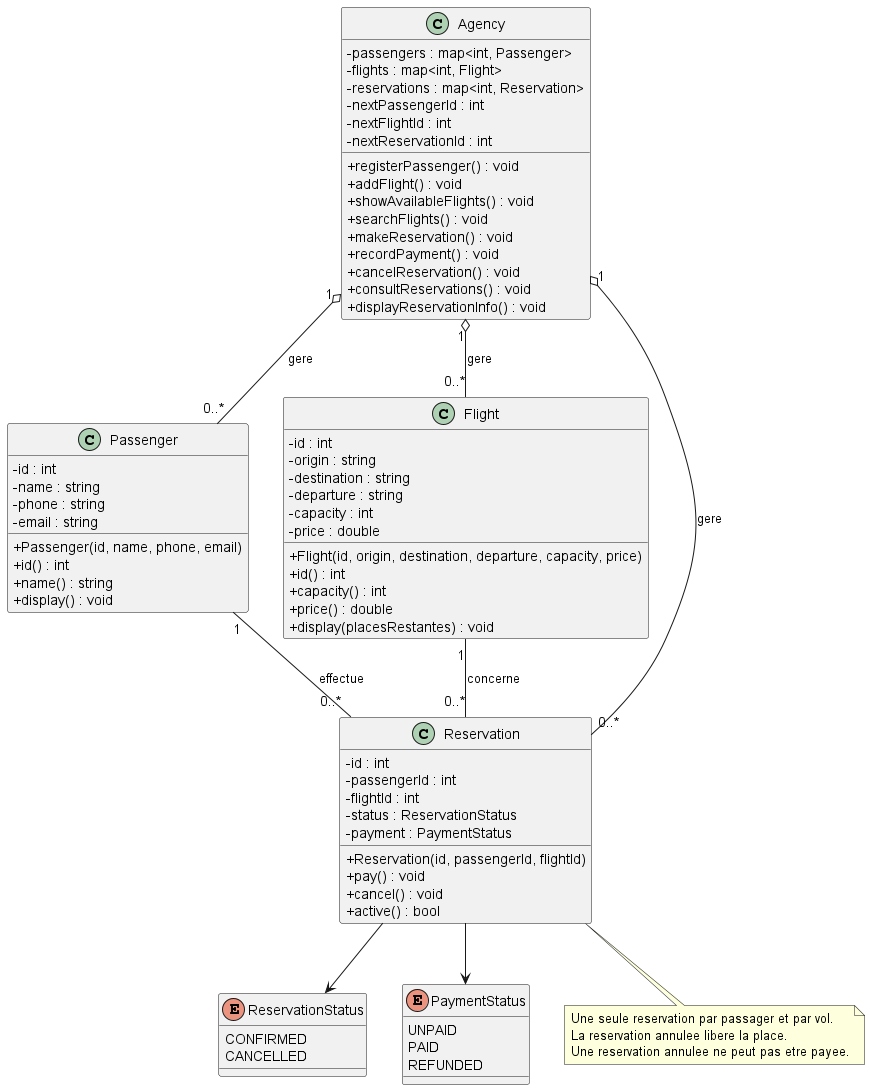 C Agency
-passengers : map<int, Passenger>
-flights : map<int, Flight>
-reservations : map<int, Reservation>
-nextPassengerId : int
-nextFlightId : int
-nextReservationId : int
+registerPassenger() : void
+addFlight() : void
+showAvailableFlights() : void
+searchFlights() : void
+makeReservation() : void
+recordPayment() : void
+cancelReservation() : void
+consultReservations() : void
+displayReservationInfo() : void
1
1
1
gere
gere
0..*
0..*
C Passenger
-id : int
-name : string
-phone : string
-email : string
+Passenger(id, name, phone, email)
+id() : int
+name() : string
+display() : void
C Flight
-id : int
-origin : string
-destination : string
-departure : string
-capacity : int
-price : double
+Flight(id, origin, destination, departure, capacity, price)
+id() : int
+capacity() : int
+price() : double
+display(placesRestantes) : void
gere
1
1
effectue
concerne
0..*
0..*
0..*
C Reservation
-id : int
-passengerId : int
-flightId : int
-status : ReservationStatus
-payment : PaymentStatus
+Reservation(id, passengerId, flightId)
+pay() : void
+cancel() : void
+active() : bool
E ReservationStatus
CONFIRMED
CANCELLED
E PaymentStatus
UNPAID
PAID
REFUNDED
Une seule reservation par passager et par vol.
La reservation annulee libere la place.
Une reservation annulee ne peut pas etre payee.